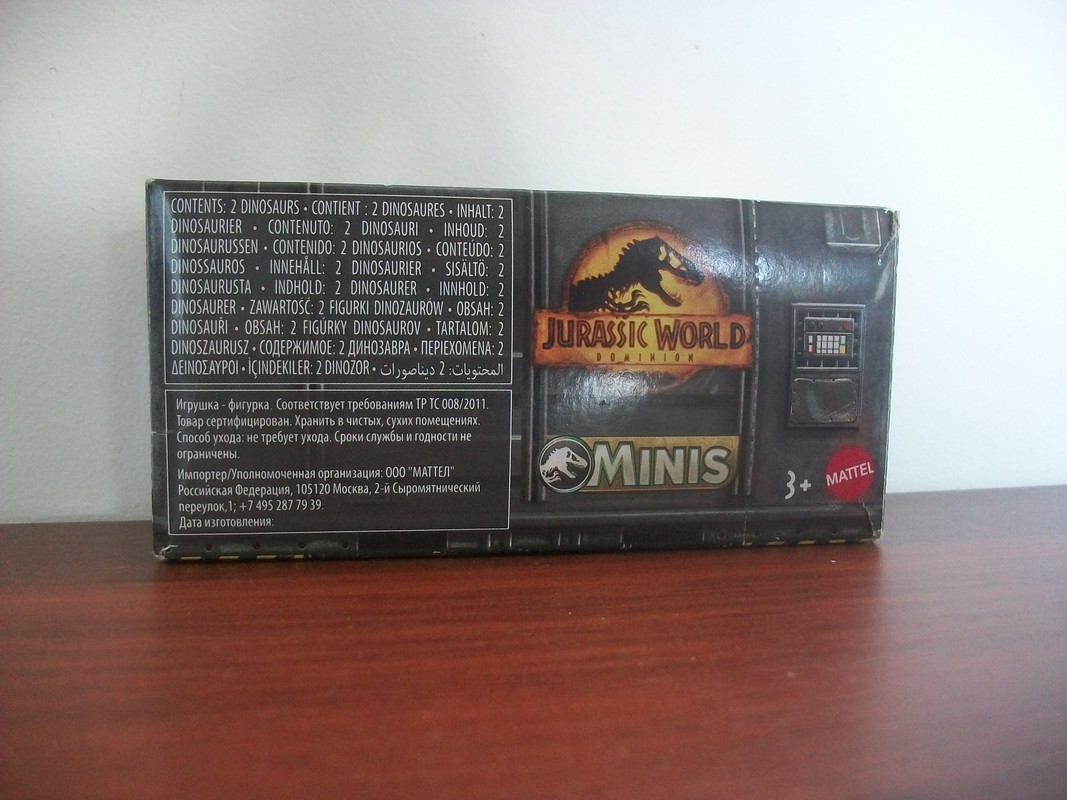 CONTENTS: 2 DINOSAURS • CONTIENT : 2 DINOSAURES • INHALT: 2
DINOSAURIER • CONTENUTO: 2 DINOSAURI • INHOUD: 2
DINOSAURUSSEN • CONTENIDO: 2 DINOSAURIOS • CONTEÚDO: 2
DINOSSAUROS • INNEHÅLL: 2 DINOSAURIER • SISÄLTÖ: 2
DINOSAURUSTA • INDHOLD: 2 DINOSAURER • INNHOLD: 2
DINOSAURER • ZAWARTOŚĆ: 2 FIGURKI DINOZAURÓW • OBSAH: 2
DINOSAUŘI • OBSAH: 2 FIGÚRKY DINOSAUROV • TARTALOM: 2
DINOSZAURUSZ • СОДЕРЖИМОЕ: 2 ДИНОЗАВРА • ΠΕΡΙΕΧΟΜΕΝΑ: 2
ΔΕΙΝΟΣΑΥΡΟΙ • İÇİNDEKILER: 2 DINOZOR • المحتويات: 2 ديناصورات
Игрушка - фигурка. Соответствует требованиям ТР ТС 008/2011.
Товар сертифицирован. Хранить в чистых, сухих помещениях.
Способ ухода: не требует ухода. Сроки службы и годности не
ограничены.
Импортер/Уполномоченная организация: ООО "МАТТЕЛ"
Российская Федерация, 105120 Москва, 2-й Сыромятнический
переулок,1; +7 495 287 79 39.
Дата изготовления:
JURASSIC WORLD
DOMINION
MINIS
3+
MATTEL